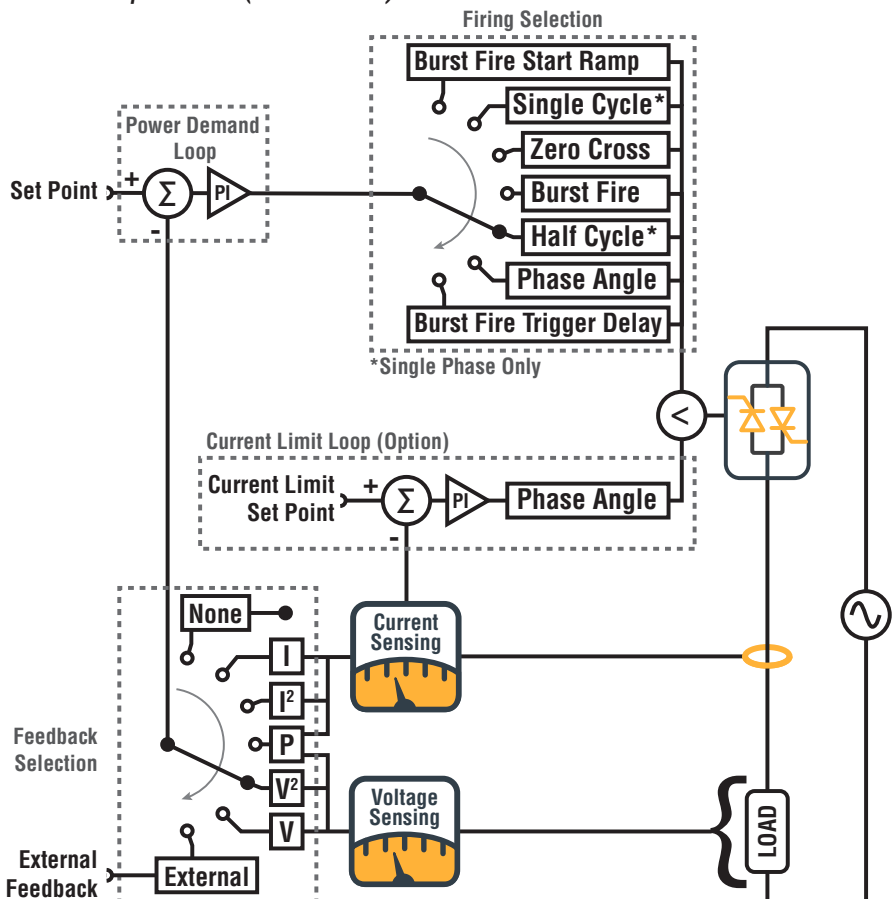 Firing Selection
Burst Fire Start Ramp
Single Cycle*
Zero Cross
Burst Fire
Half Cycle*
Phase Angle
Burst Fire Trigger Delay
*Single Phase Only
Power Demand
Loop
Set Point
+
Σ
PI
-
<
Current Limit Loop (Option)
Current Limit
Set Point
+
Σ
PI
Phase Angle
-
Current
Sensing
None
I
I²
P
V²
V
Feedback
Selection
Voltage
Sensing
LOAD
External
Feedback
External